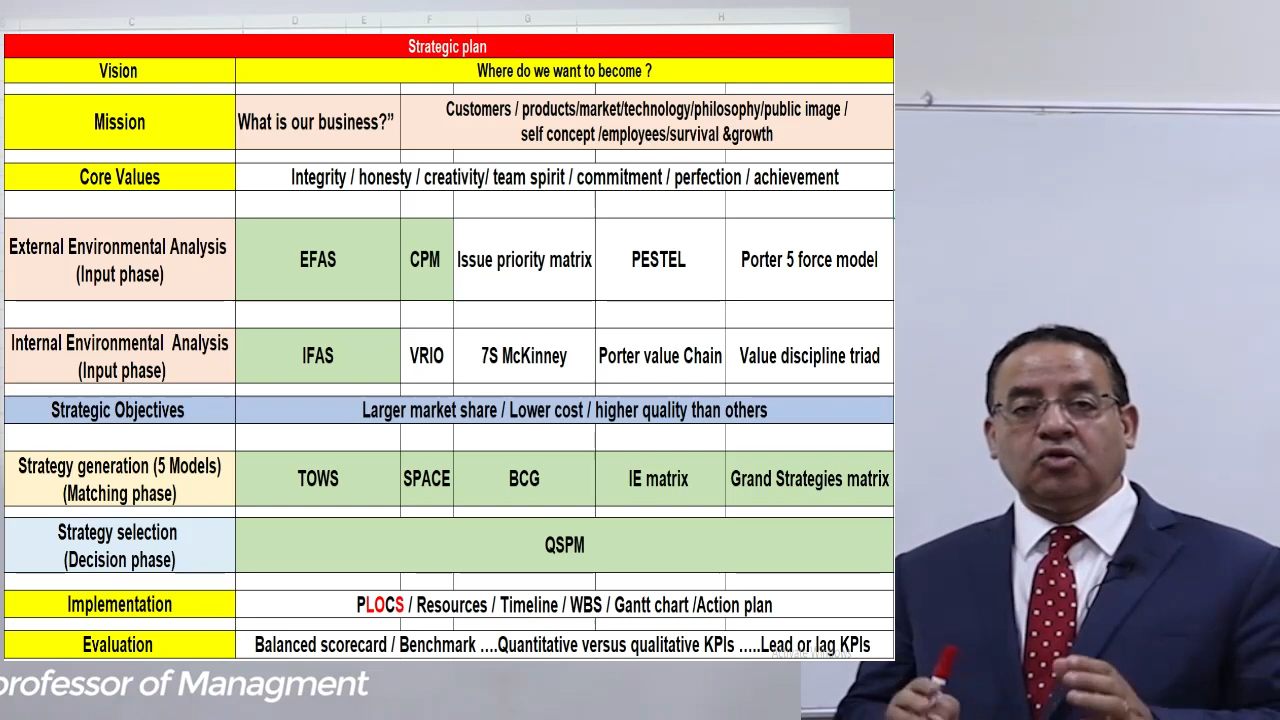 C D E F G H
Strategic plan
Vision
Where do we want to become ?
Mission
What is our business?”
Customers / products/market/technology/philosophy/public image /
self concept /employees/survival &growth
Core Values
Integrity / honesty / creativity/ team spirit / commitment / perfection / achievement
External Environmental Analysis
(Input phase)
EFAS
CPM
Issue priority matrix
PESTEL
Porter 5 force model
Internal Environmental Analysis
(Input phase)
IFAS
VRIO
7S McKinney
Porter value Chain
Value discipline triad
Strategic Objectives
Larger market share / Lower cost / higher quality than others
Strategy generation (5 Models)
(Matching phase)
TOWS
SPACE
BCG
IE matrix
Grand Strategies matrix
Strategy selection
(Decision phase)
QSPM
Implementation
PLOCS / Resources / Timeline / WBS / Gantt chart /Action plan
Evaluation
Balanced scorecard / Benchmark ....Quantitative versus qualitative KPIs .....Lead or lag KPIs
Activate Windows
professor of Managment